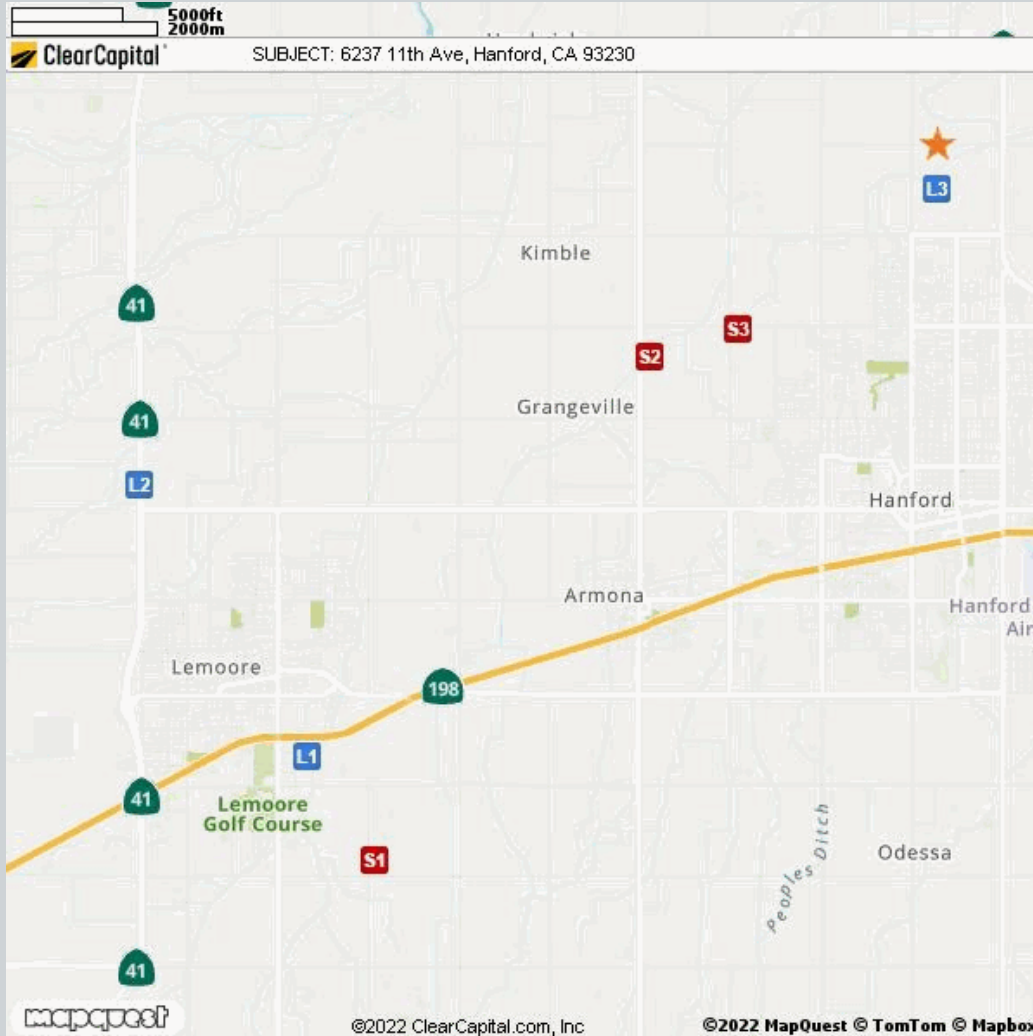 5000ft
2000m
ClearCapital
SUBJECT: 6237 11th Ave, Hanford, CA 93230
L3
Kimble
41
S3
S2
Grangeville
41
L2
Hanford
Armona
Hanford
Air
Lemoore
198
L1
41
Lemoore
Golf Course
Peoples Ditch
Odessa
S1
41
mapquest
©2022 ClearCapital.com, Inc
©2022 MapQuest © TomTom © Mapbox